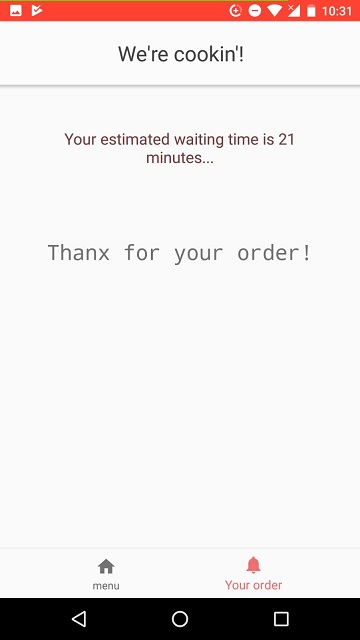 10:31
We're cookin'!
Your estimated waiting time is 21
minutes...
Thanx for your order!
menu
Your order